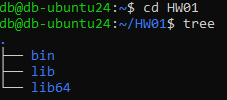 db@db-ubuntu24:~$ cd HW01
db@db-ubuntu24:~/HW01$ tree
.
├── bin
├── lib
└── lib64